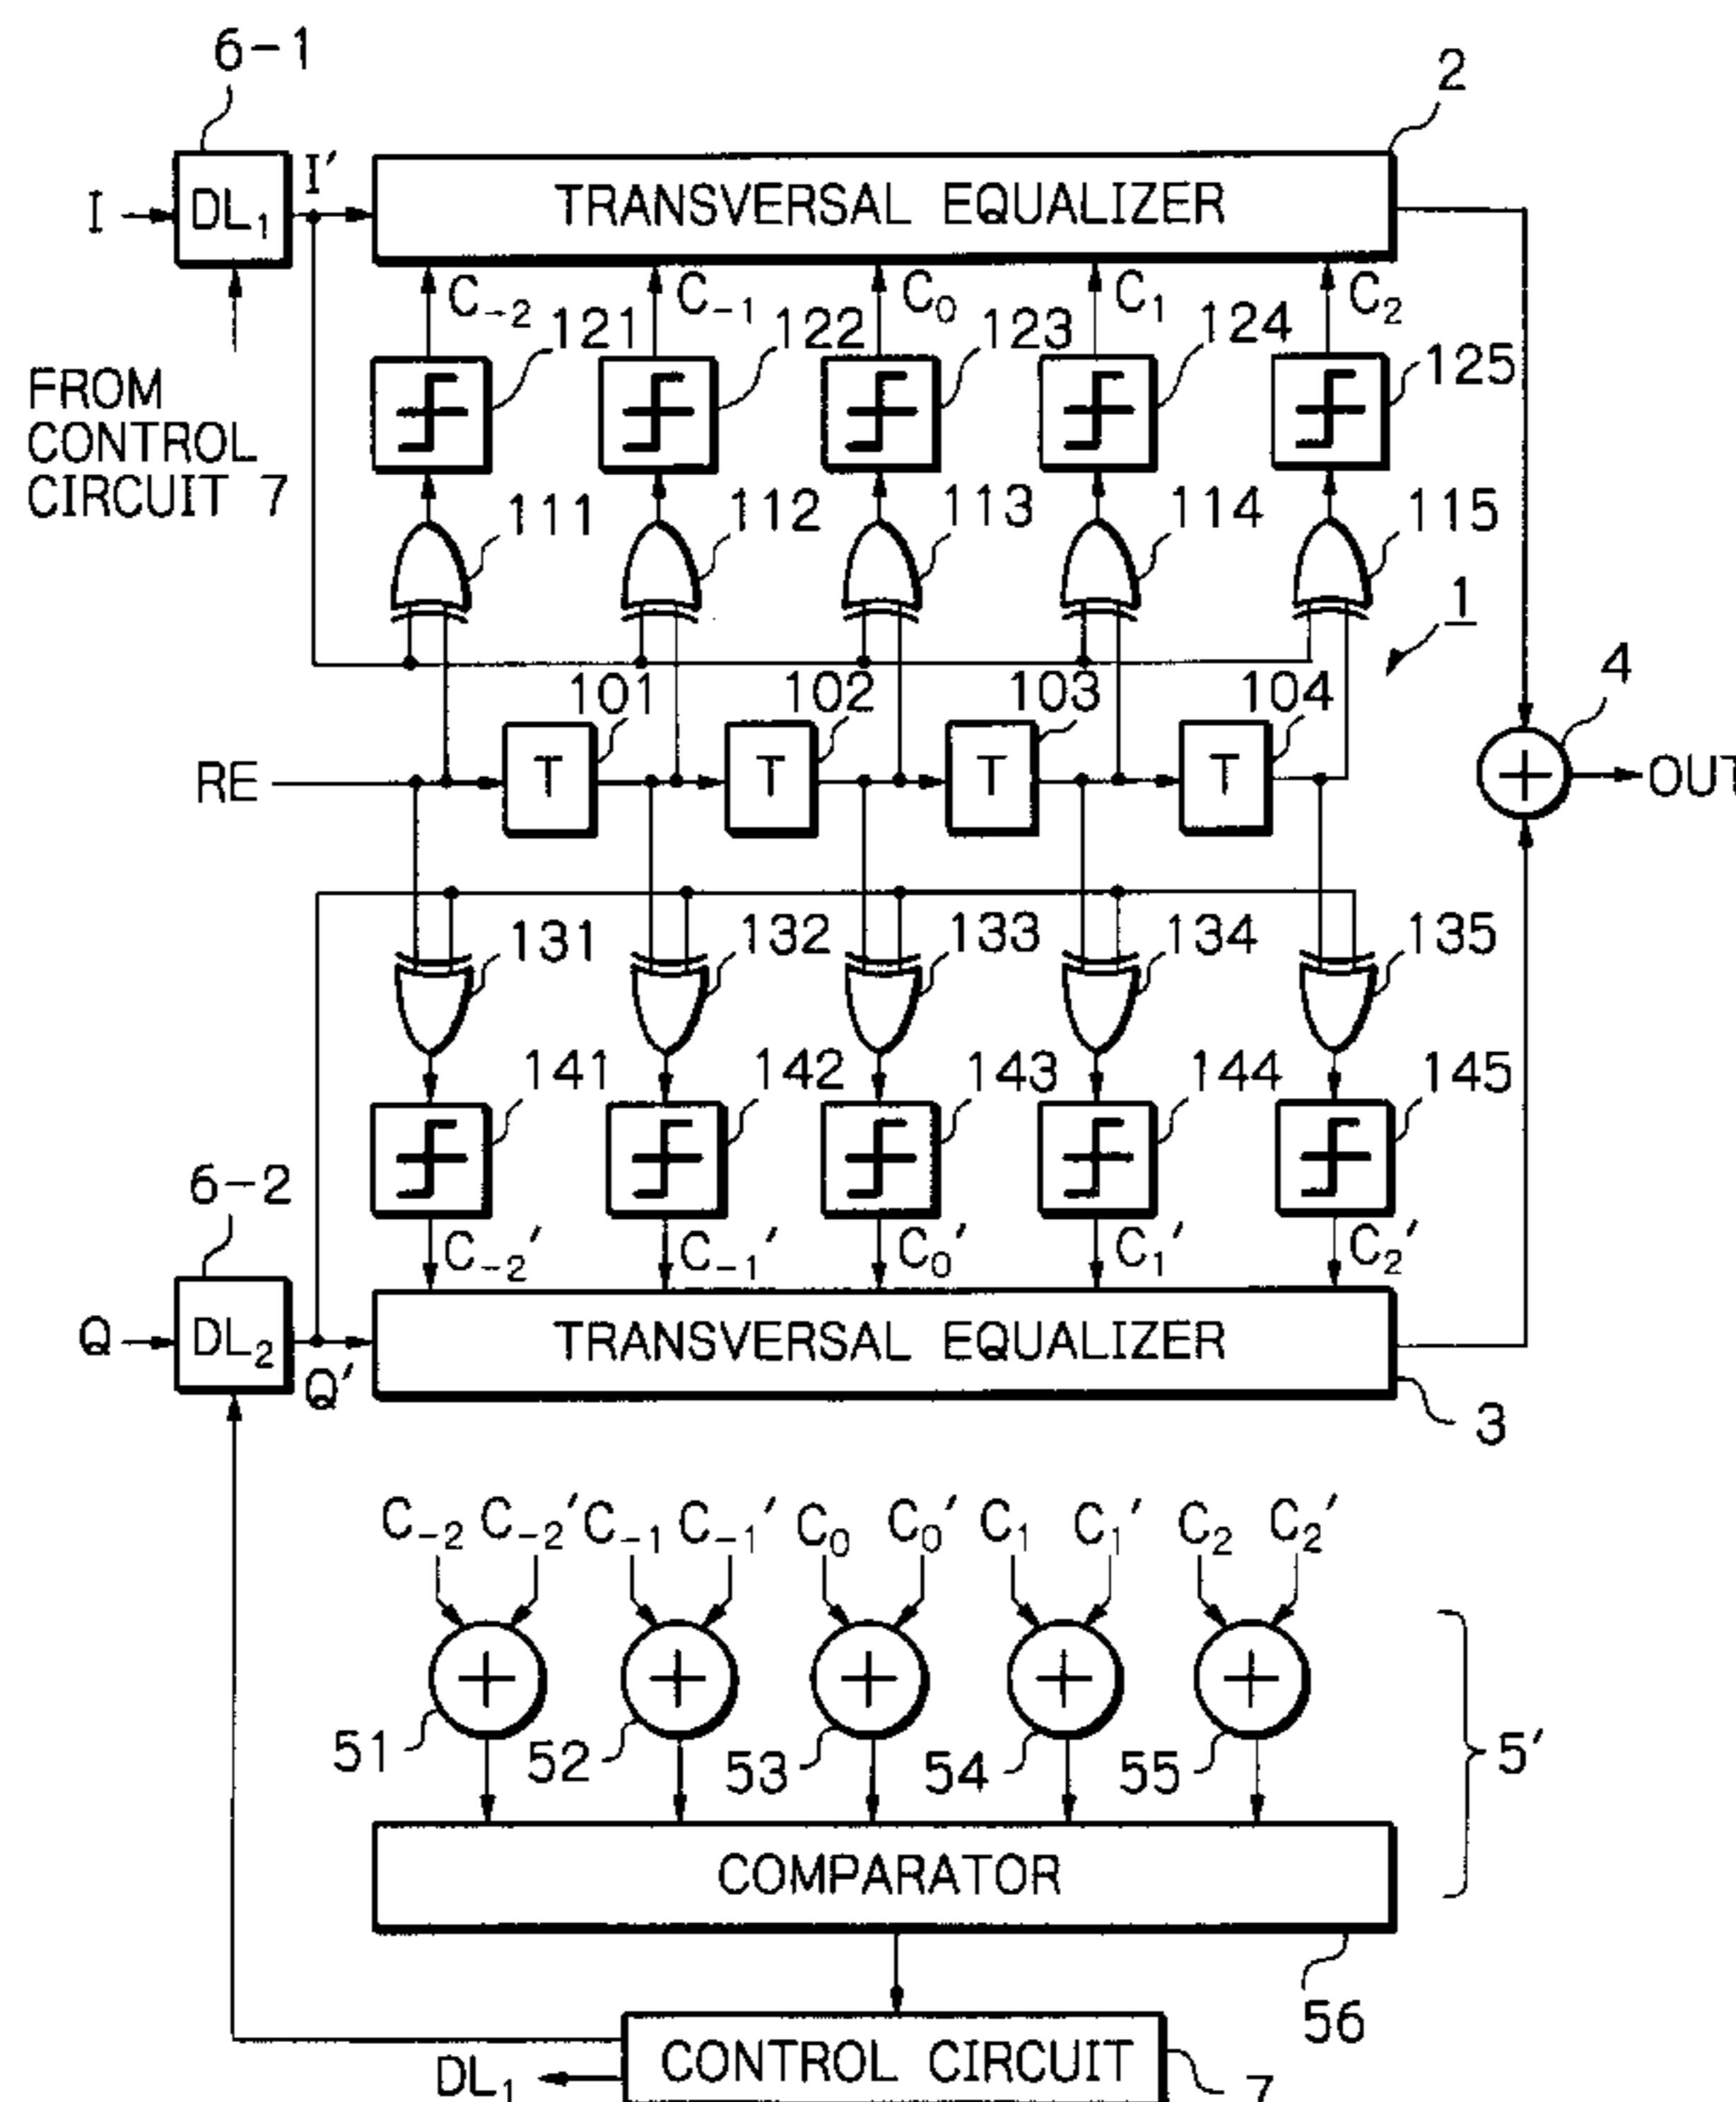 6-1
2
I
DL₁
I′
TRANSVERSAL EQUALIZER
C₋₂
C₋₁
C₀
C₁
C₂
121
122
123
124
125
FROM
CONTROL
CIRCUIT 7
111
112
113
114
115
1
101
102
103
104
4
RE
T
T
T
T
OUT
131
132
133
134
135
141
142
143
144
145
6-2
C₋₂′
C₋₁′
C₀′
C₁′
C₂′
Q
DL₂
Q′
TRANSVERSAL EQUALIZER
3
C₋₂ C₋₂′ C₋₁ C₋₁′ C₀ C₀′ C₁ C₁′ C₂ C₂′
51
52
53
54
55
5′
COMPARATOR
56
CONTROL CIRCUIT
DL₁
7